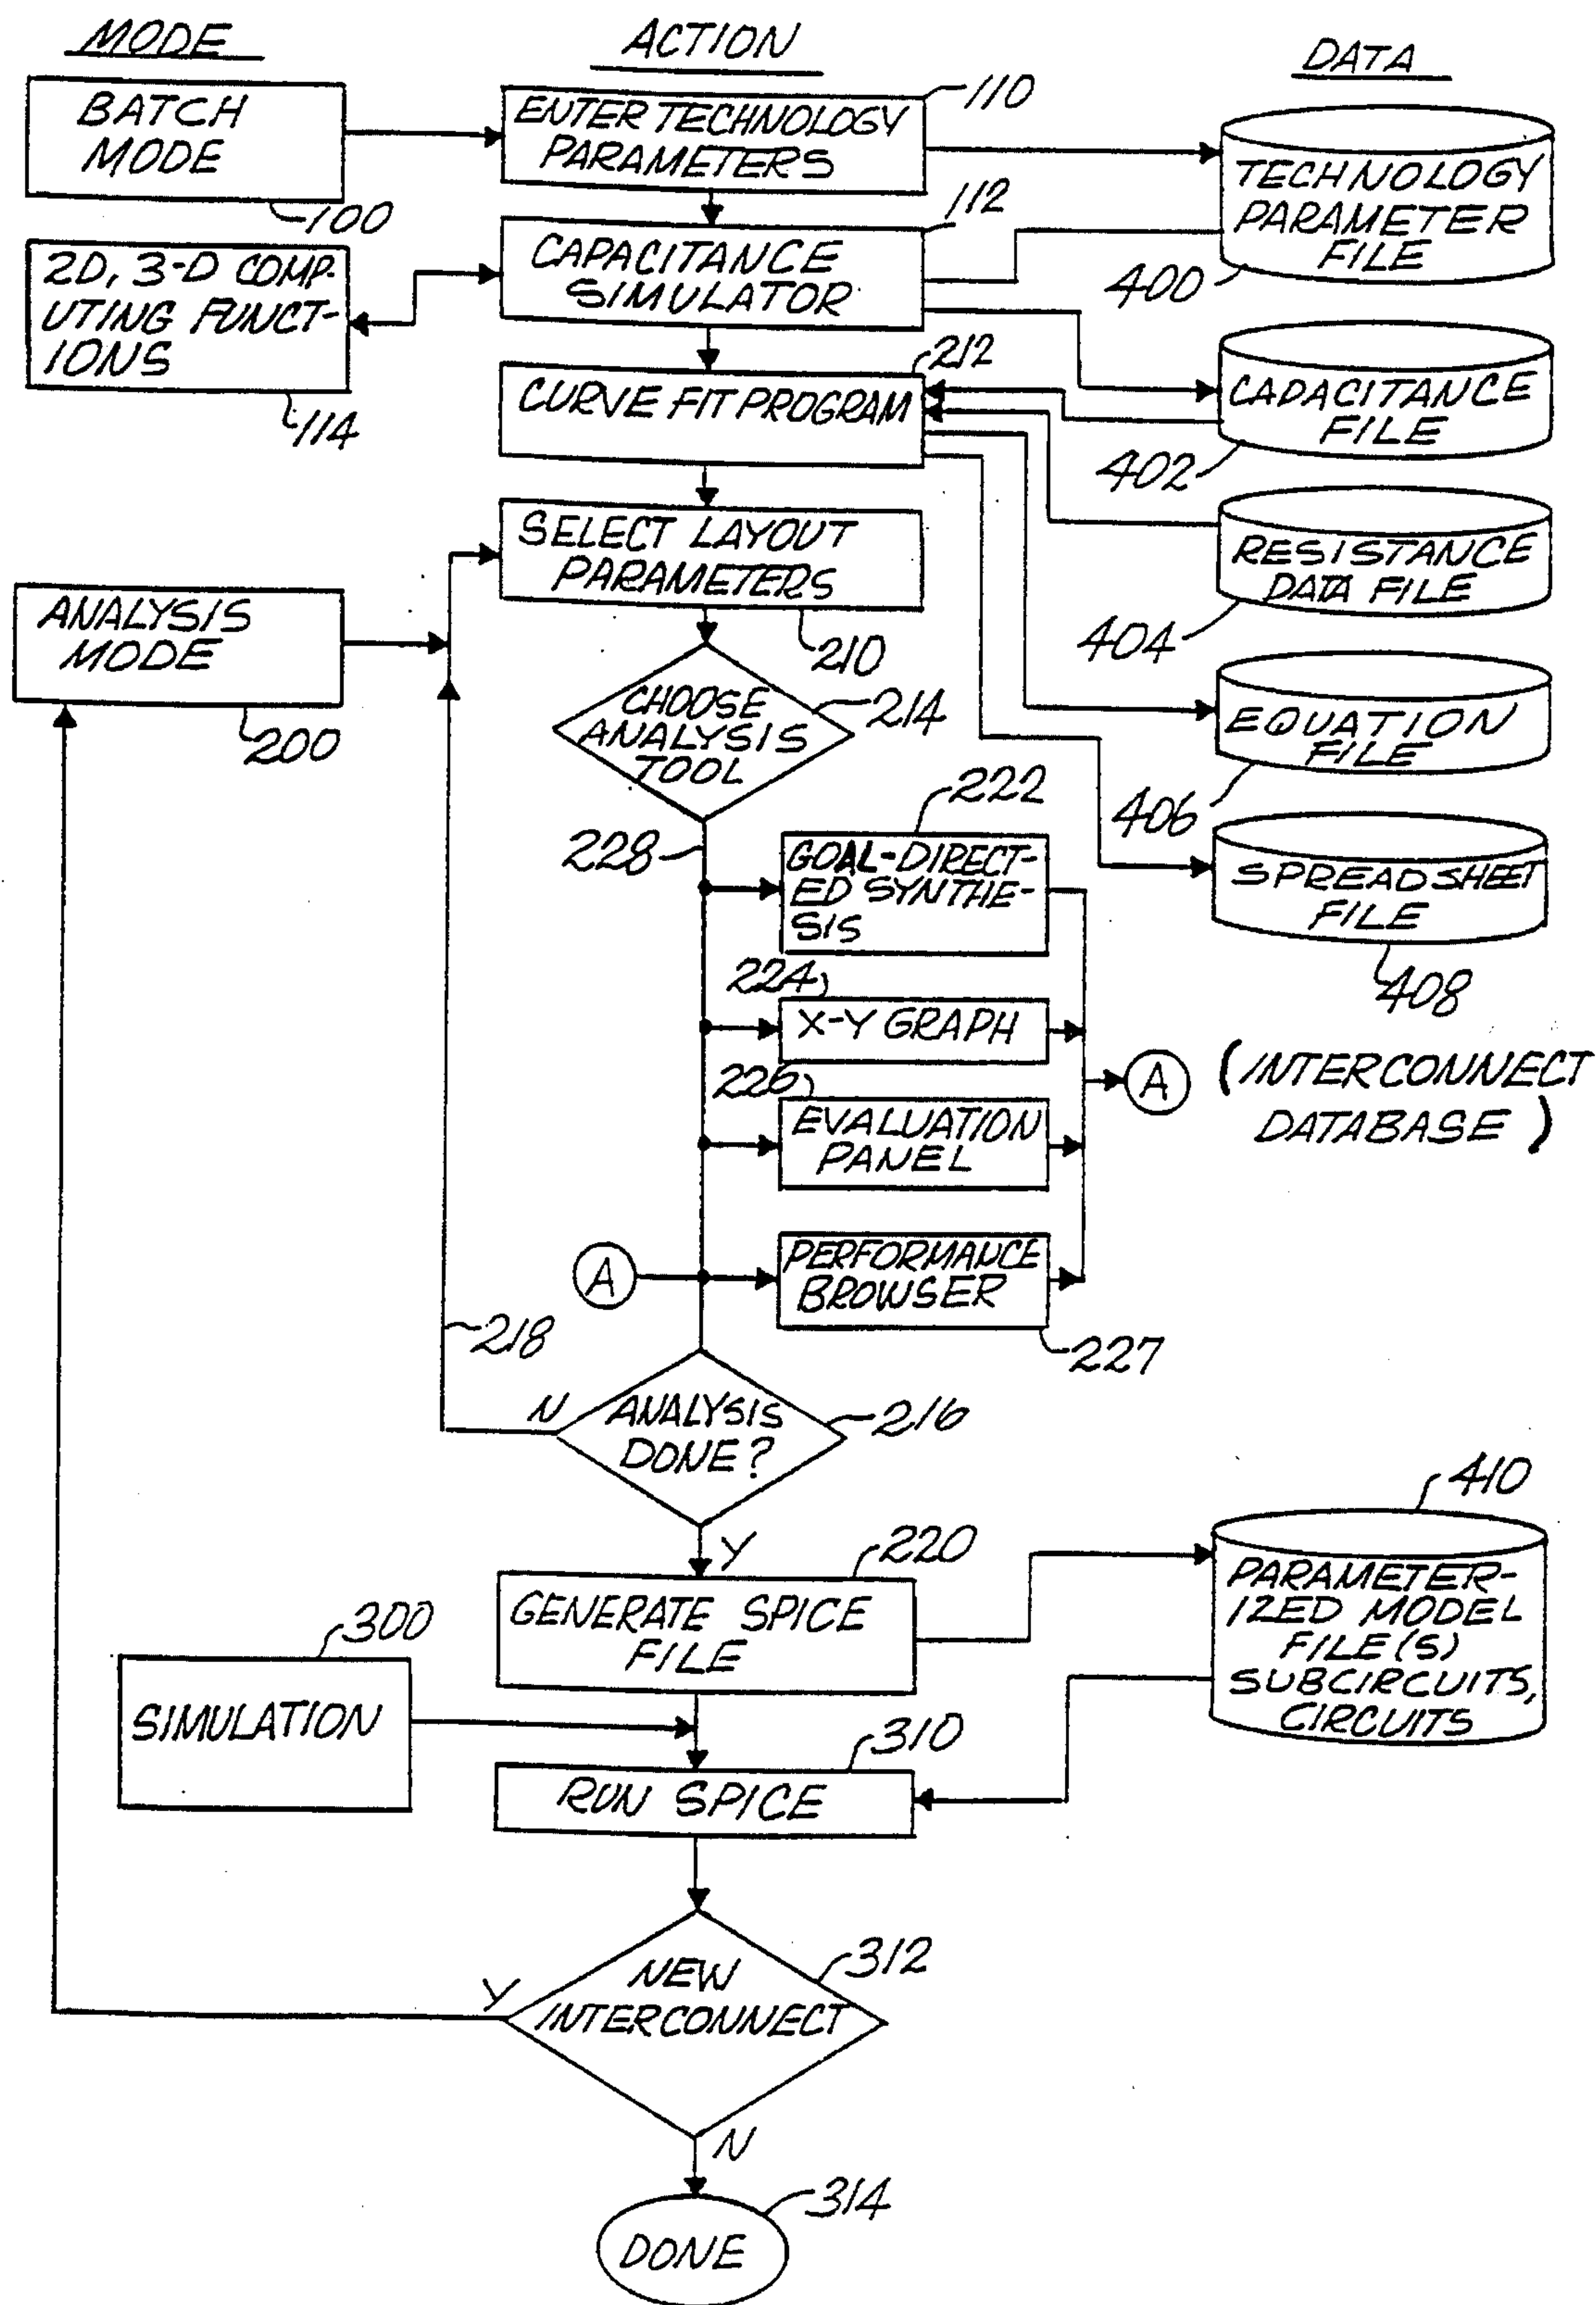 MODE
ACTION
DATA
BATCH
MODE
100
ENTER TECHNOLOGY
PARAMETERS
110
TECHNOLOGY
PARAMETER
FILE
400
2D, 3-D COMP-
UTING FUNCT-
IONS
114
CAPACITANCE
SIMULATOR
112
CAPACITANCE
FILE
402
CURVE FIT PROGRAM
212
RESISTANCE
DATA FILE
404
SELECT LAYOUT
PARAMETERS
210
ANALYSIS
MODE
200
CHOOSE
ANALYSIS
TOOL
214
EQUATION
FILE
406
228
222
GOAL-DIRECT-
ED SYNTHE-
SIS
SPREADSHEET
FILE
408
224
X-Y GRAPH
226
EVALUATION
PANEL
A
(INTERCONNECT
DATABASE)
A
PERFORMANCE
BROWSER
227
218
N
ANALYSIS
DONE?
216
Y
220
GENERATE SPICE
FILE
410
PARAMETER-
IZED MODEL
FILE(S)
SUBCIRCUITS,
CIRCUITS
300
SIMULATION
310
RUN SPICE
Y
NEW
INTERCONNECT
312
N
DONE
314